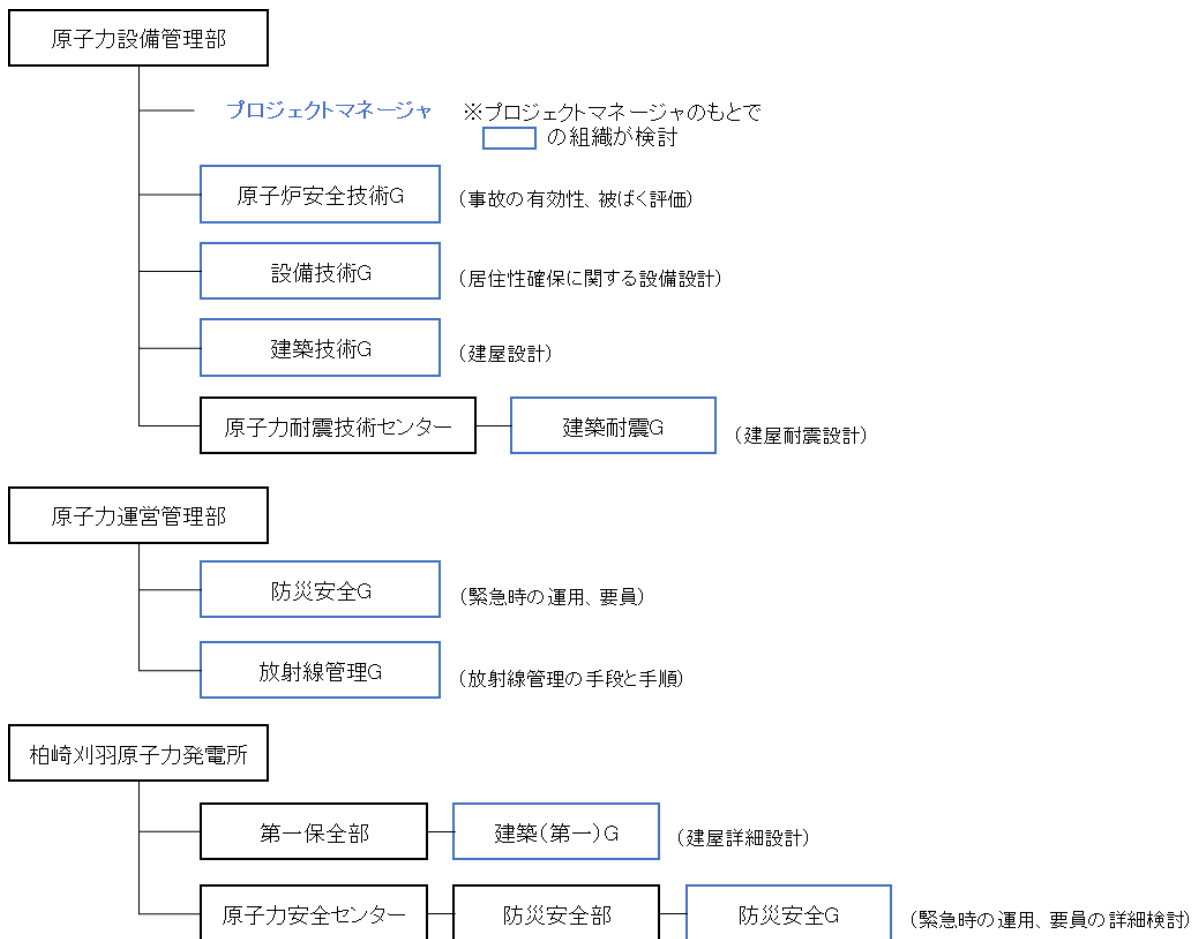 原子力設備管理部
プロジェクトマネージャ ※プロジェクトマネージャのもとで
の組織が検討
原子炉安全技術G (事故の有効性、被ばく評価)
設備技術G (居住性確保に関する設備設計)
建築技術G (建屋設計)
原子力耐震技術センター 建築耐震G (建屋耐震設計)
原子力運営管理部
防災安全G (緊急時の運用、要員)
放射線管理G (放射線管理の手段と手順)
柏崎刈羽原子力発電所
第一保全部 建築(第一)G (建屋詳細設計)
原子力安全センター 防災安全部 防災安全G (緊急時の運用、要員の詳細検討)